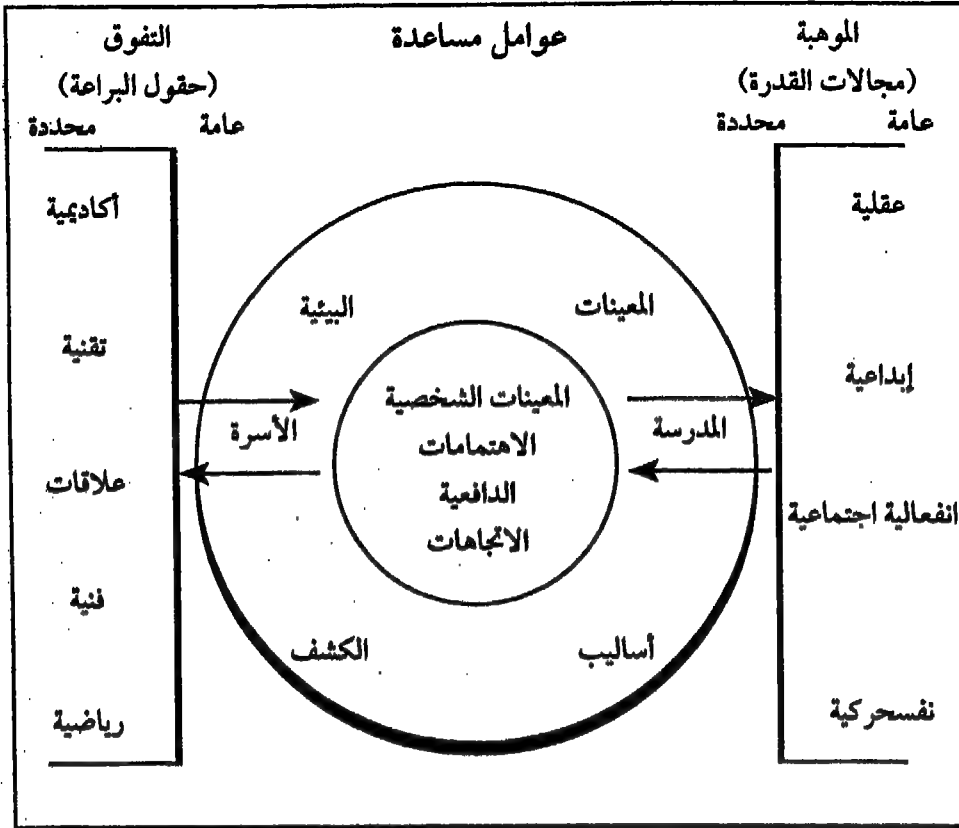 الموهبة
(مجالات القدرة)
عامة محددة
عقلية
إبداعية
انفعالية اجتماعية
نفسحركية
عوامل مساعدة
المعينات البيئية
المدرسة
الأسرة
المعينات الشخصية
الاهتمامات
الدافعية
الاتجاهات
أساليب الكشف
التفوق
(حقول البراعة)
عامة محددة
أكاديمية
تقنية
علاقات
فنية
رياضية